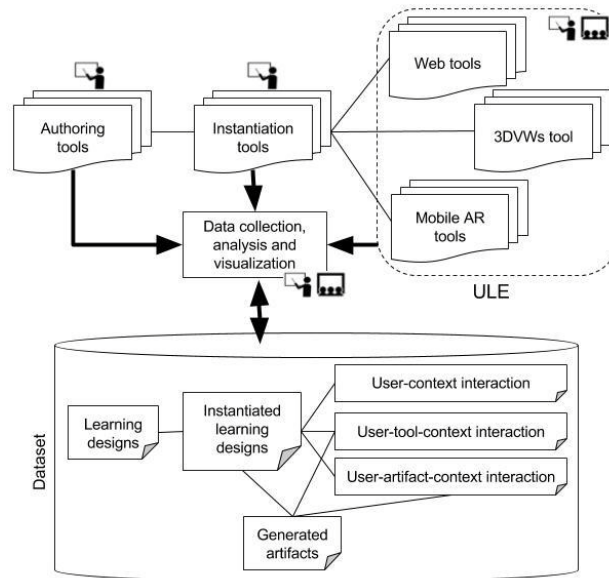 Web tools
Authoring
tools
Instantiation
tools
3DVWs tool
Mobile AR
tools
Data collection,
analysis and
visualization
ULE
Dataset
Learning
designs
Instantiated
learning
designs
User-context interaction
User-tool-context interaction
User-artifact-context interaction
Generated
artifacts